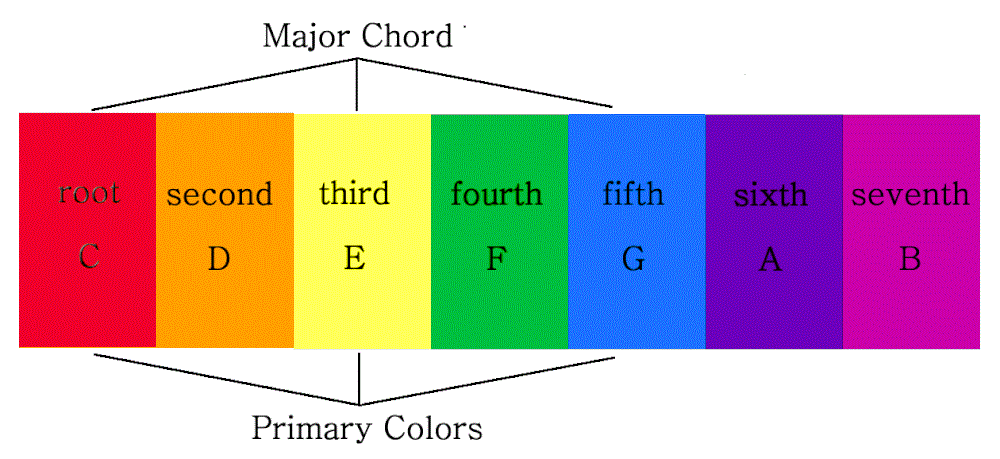 Major Chord
root second third fourth fifth sixth seventh
C D E F G A B
Primary Colors